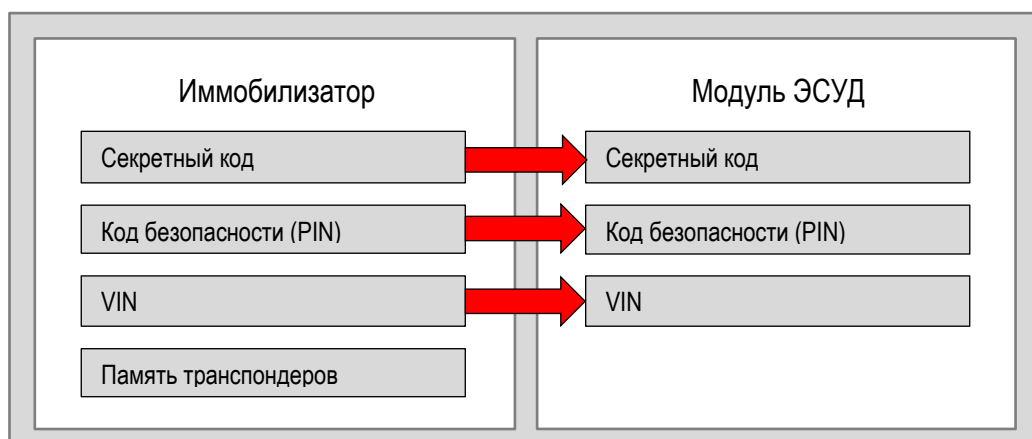 Иммобилизатор
Секретный код
Код безопасности (PIN)
VIN
Память транспондеров
Модуль ЭСУД
Секретный код
Код безопасности (PIN)
VIN